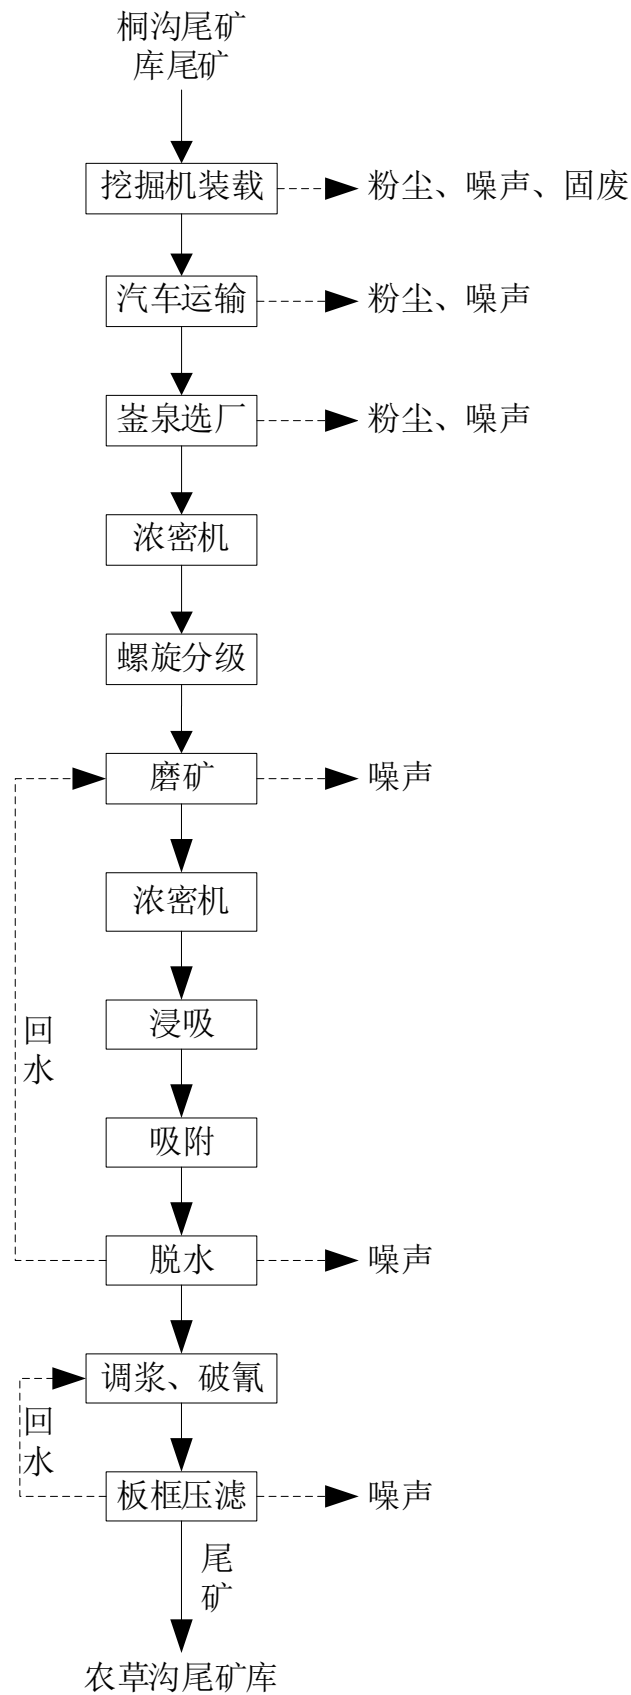 桐沟尾矿
库尾矿
挖掘机装载
粉尘、噪声、固废
汽车运输
粉尘、噪声
崟泉选厂
粉尘、噪声
浓密机
螺旋分级
磨矿
噪声
浓密机
浸吸
回
水
吸附
脱水
噪声
调浆、破氰
回
水
板框压滤
噪声
尾
矿
农草沟尾矿库